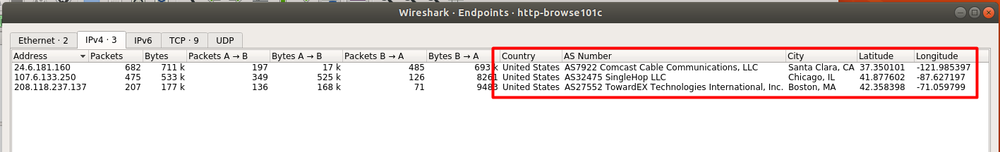 Wireshark · Endpoints · http-browse101c
Ethernet · 2 IPv4 · 3 IPv6 TCP · 9 UDP
Address Packets Bytes Packets A → B Bytes A → B Packets B → A Bytes B → A Country AS Number City Latitude Longitude
24.6.181.160 682 711 k 197 17 k 485 693 k United States AS7922 Comcast Cable Communications, LLC Santa Clara, CA 37.350101 -121.985397
107.6.133.250 475 533 k 349 525 k 126 8261 United States AS32475 SingleHop LLC Chicago, IL 41.877602 -87.627197
208.118.237.137 207 177 k 136 168 k 71 9483 United States AS27552 TowardEX Technologies International, Inc. Boston, MA 42.358398 -71.059799